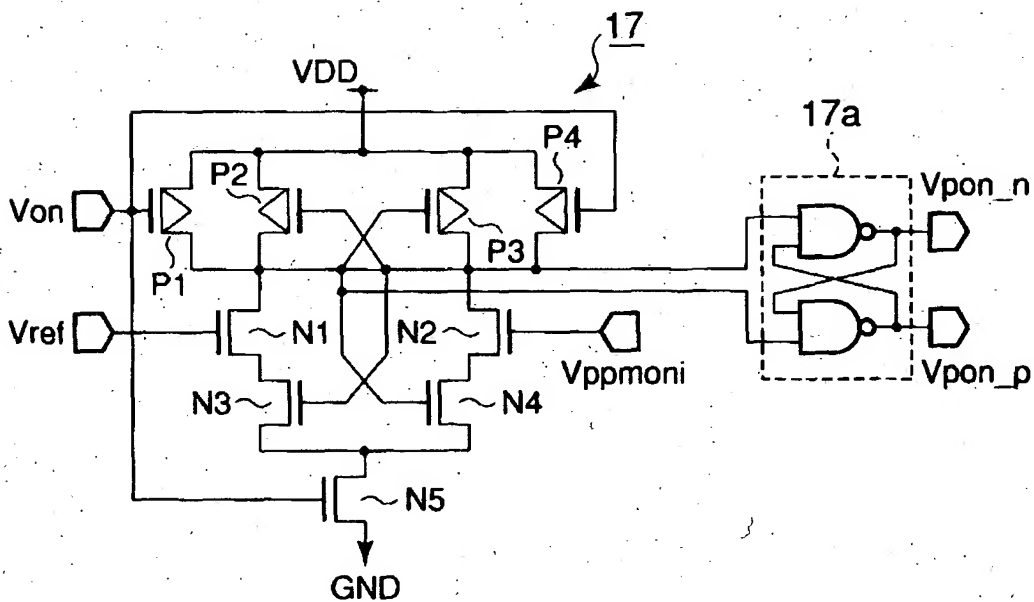 17
VDD
17a
P4
P2
Vpon_n
Von
P3
P1
Vref
N1
N2
Vppmoni
Vpon_p
N3
N4
N5
GND